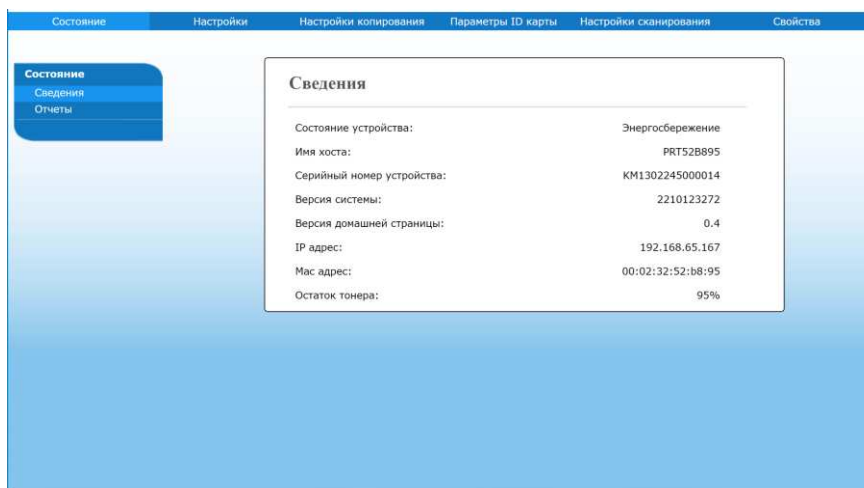 Состояние Настройки Настройки копирования Параметры ID карты Настройки сканирования Свойства
Состояние
Сведения
Отчеты
Сведения
Состояние устройства: Энергосбережение
Имя хоста: PRT52B895
Серийный номер устройства: KM1302245000014
Версия системы: 2210123272
Версия домашней страницы: 0.4
IP адрес: 192.168.65.167
Mac адрес: 00:02:32:52:b8:95
Остаток тонера: 95%